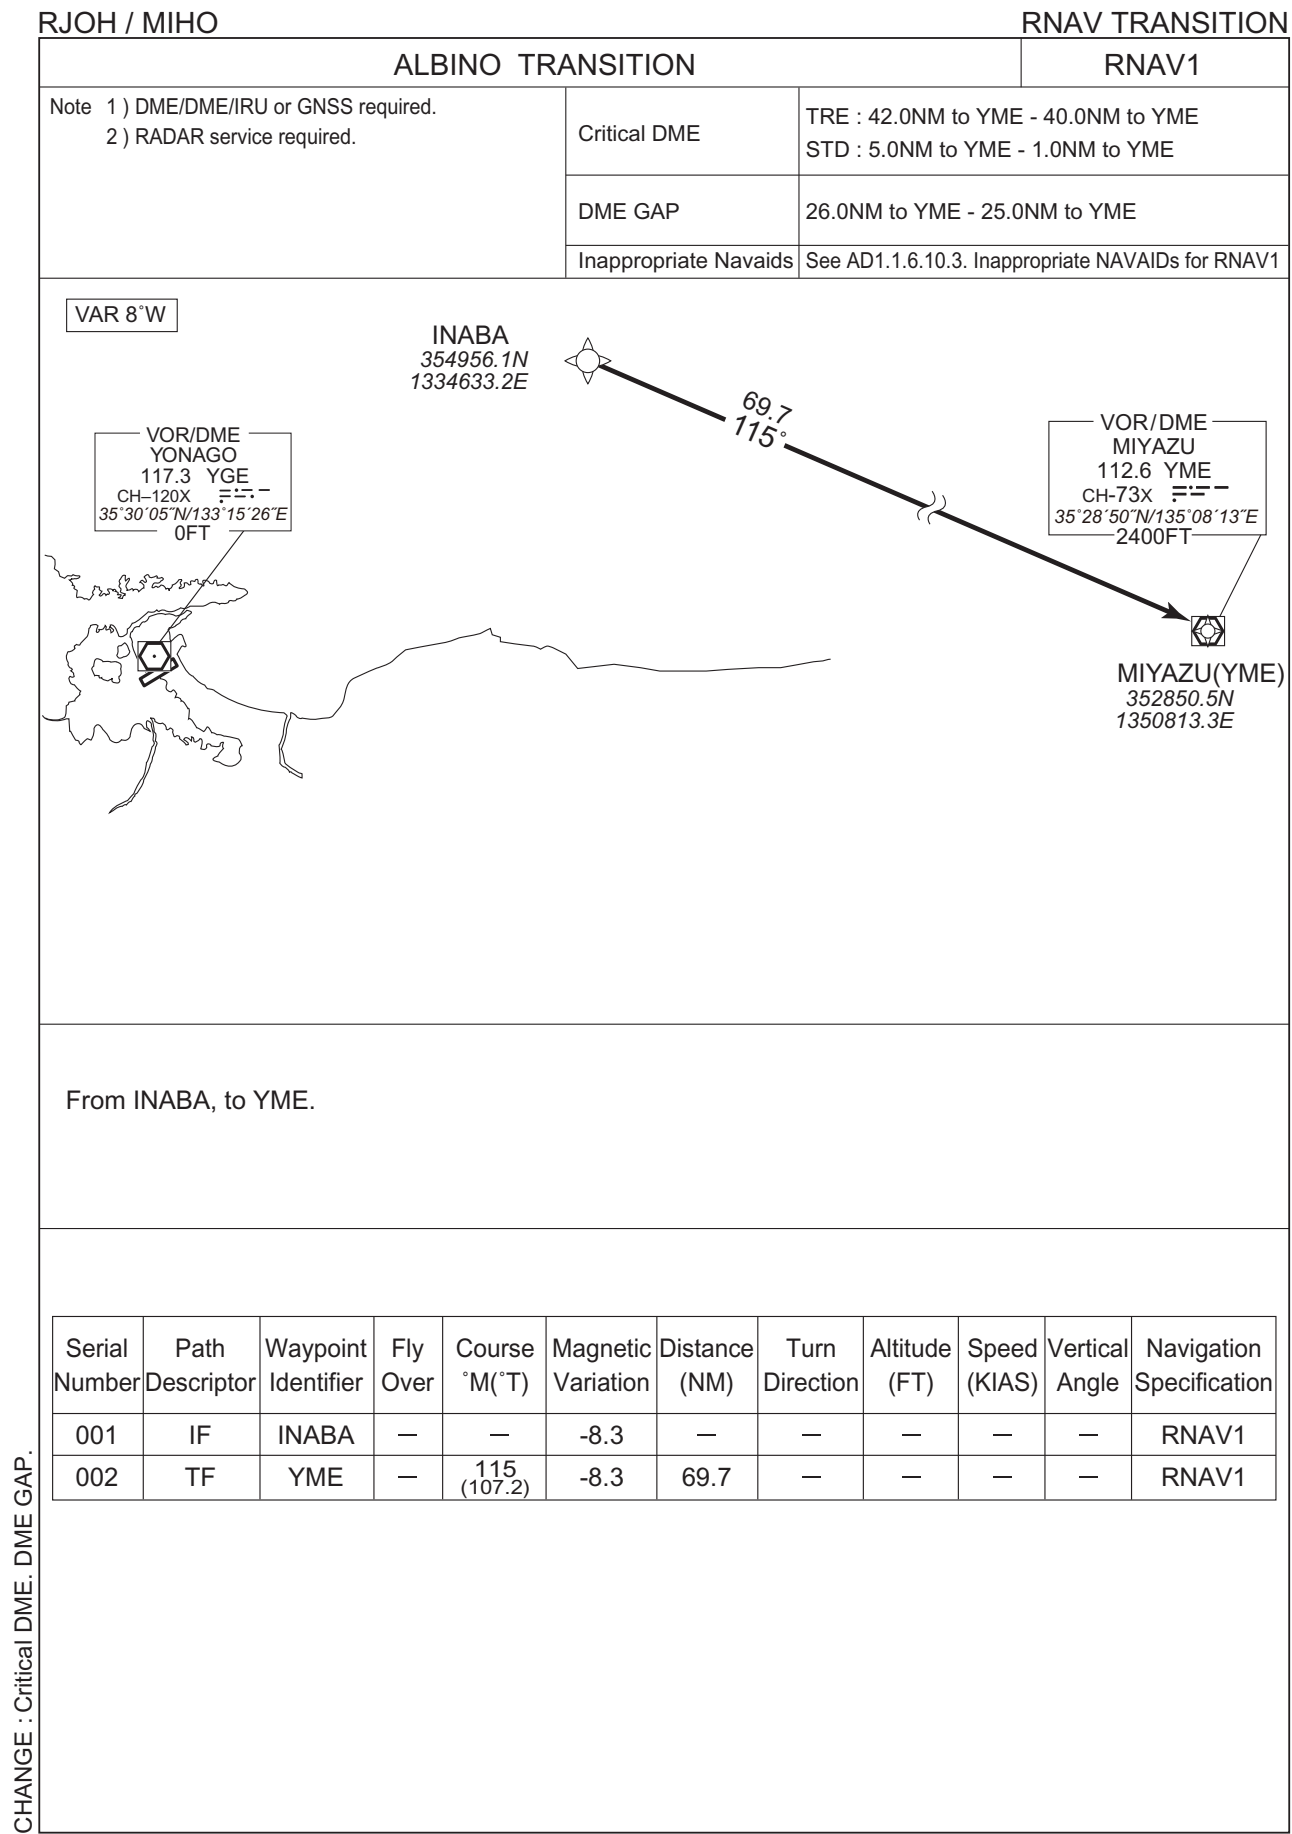 RJOH / MIHO
RNAV TRANSITION
ALBINO TRANSITION
RNAV1
Note 1 ) DME/DME/IRU or GNSS required.
2 ) RADAR service required.
Critical DME
TRE : 42.0NM to YME - 40.0NM to YME
STD : 5.0NM to YME - 1.0NM to YME
DME GAP
26.0NM to YME - 25.0NM to YME
Inappropriate Navaids
See AD1.1.6.10.3. Inappropriate NAVAIDs for RNAV1
VAR 8˚W
INABA
354956.1N
1334633.2E
69.7
115˚
VOR/DME
YONAGO
117.3 YGE
CH–120X
35˚30´05˝N/133˚15´26˝E
0FT
VOR/DME
MIYAZU
112.6 YME
CH-73X
35˚28´50˝N/135˚08´13˝E
2400FT
MIYAZU(YME)
352850.5N
1350813.3E
From INABA, to YME.
Serial Number Path Descriptor Waypoint Identifier Fly Over Course ˚M(˚T) Magnetic Variation Distance (NM) Turn Direction Altitude (FT) Speed (KIAS) Vertical Angle Navigation Specification
001 IF INABA — — -8.3 — — — — — RNAV1
002 TF YME — 115 (107.2) -8.3 69.7 — — — — RNAV1
CHANGE : Critical DME. DME GAP.